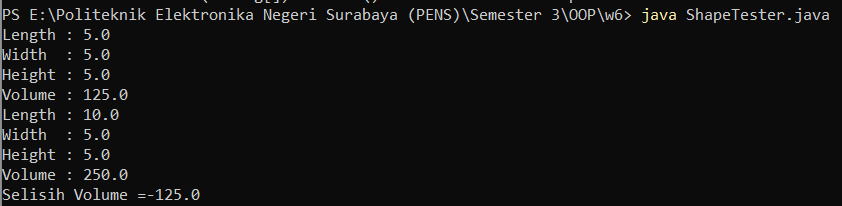 PS E:\Politeknik Elektronika Negeri Surabaya (PENS)\Semester 3\OOP\w6> java ShapeTester.java
Length : 5.0
Width  : 5.0
Height : 5.0
Volume : 125.0
Length : 10.0
Width  : 5.0
Height : 5.0
Volume : 250.0
Selisih Volume =-125.0